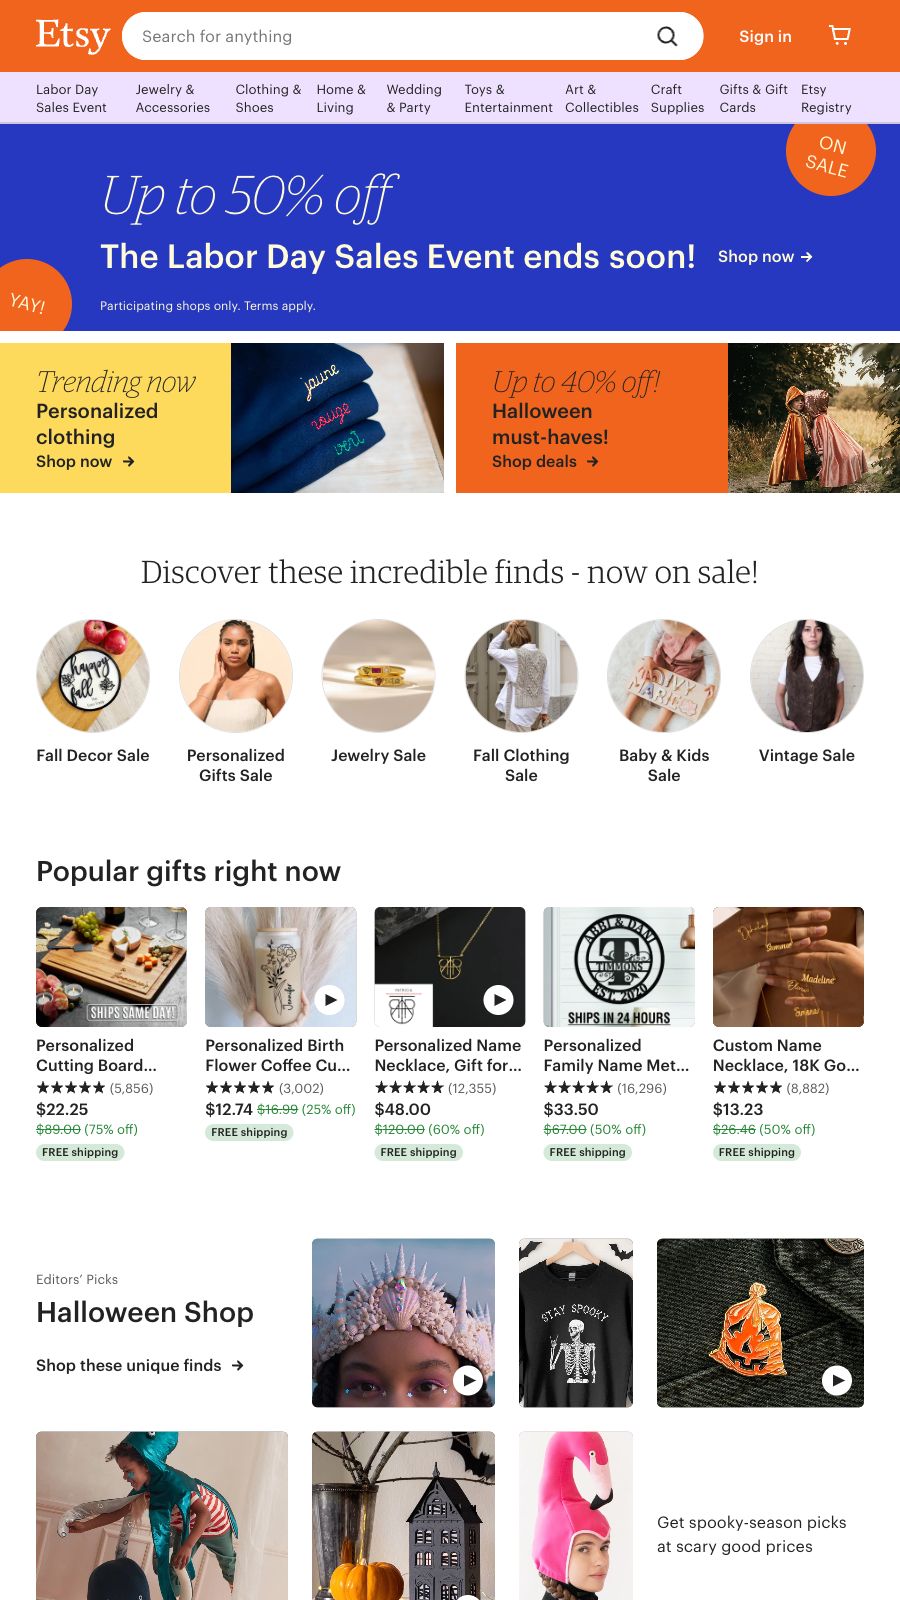 Etsy
Search for anything
Sign in
Labor Day
Sales Event
Jewelry &
Accessories
Clothing &
Shoes
Home &
Living
Wedding
& Party
Toys &
Entertainment
Art &
Collectibles
Craft
Supplies
Gifts & Gift
Cards
Etsy
Registry
ON
SALE
Up to 50% off
The Labor Day Sales Event ends soon!
Shop now →
YAY!
Participating shops only. Terms apply.
Trending now
Personalized
clothing
Shop now →
jaune
rouge
vert
Up to 40% off!
Halloween
must-haves!
Shop deals →
Discover these incredible finds - now on sale!
happy
fall
Fall Decor Sale
Personalized
Gifts Sale
Jewelry Sale
Fall Clothing
Sale
Baby & Kids
Sale
Vintage Sale
Popular gifts right now
SHIPS SAME DAY!
Personalized
Cutting Board...
★★★★★ (5,856)
$22.25
$89.00 (75% off)
FREE shipping
Jennifer
Personalized Birth
Flower Coffee Cu...
★★★★★ (3,002)
$12.74 $16.99 (25% off)
FREE shipping
Personalized Name
Necklace, Gift for...
★★★★★ (12,355)
$48.00
$120.00 (60% off)
FREE shipping
ABBI & DANI
T
TIMMONS
EST. 2020
SHIPS IN 24 HOURS
Personalized
Family Name Met...
★★★★★ (16,296)
$33.50
$67.00 (50% off)
FREE shipping
Madeline
Custom Name
Necklace, 18K Go...
★★★★★ (8,882)
$13.23
$26.46 (50% off)
FREE shipping
Editors' Picks
Halloween Shop
Shop these unique finds →
STAY SPOOKY
Get spooky-season picks
at scary good prices